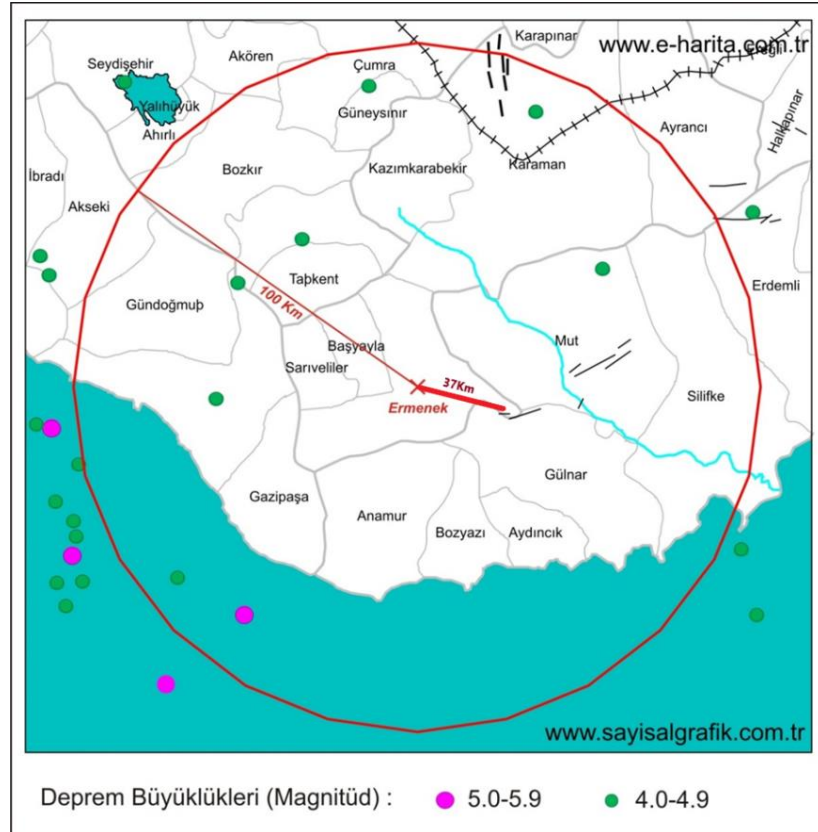 Karapınar
www.e-harita.com.tr
Akören
Seydişehir
Çumra
Yalıhüyük
Güneysınır
Halkapınar
Ahırlı
Ayrancı
İbradı
Bozkır
Kazımkarabekir
Karaman
Akseki
Taþkent
Erdemli
Gündoğmuþ
100 Km
Mut
Başyayla
Sarıveliler
37Km
Silifke
Ermenek
Gülnar
Gazipaşa
Anamur
Bozyazı
Aydıncık
www.sayisalgrafik.com.tr
Deprem Büyüklükleri (Magnitüd) : 5.0-5.9 4.0-4.9